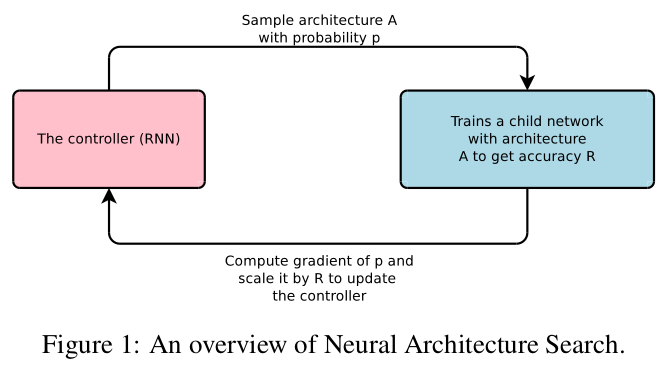 Sample architecture A
with probability p
The controller (RNN)
Trains a child network
with architecture
A to get accuracy R
Compute gradient of p and
scale it by R to update
the controller
Figure 1: An overview of Neural Architecture Search.